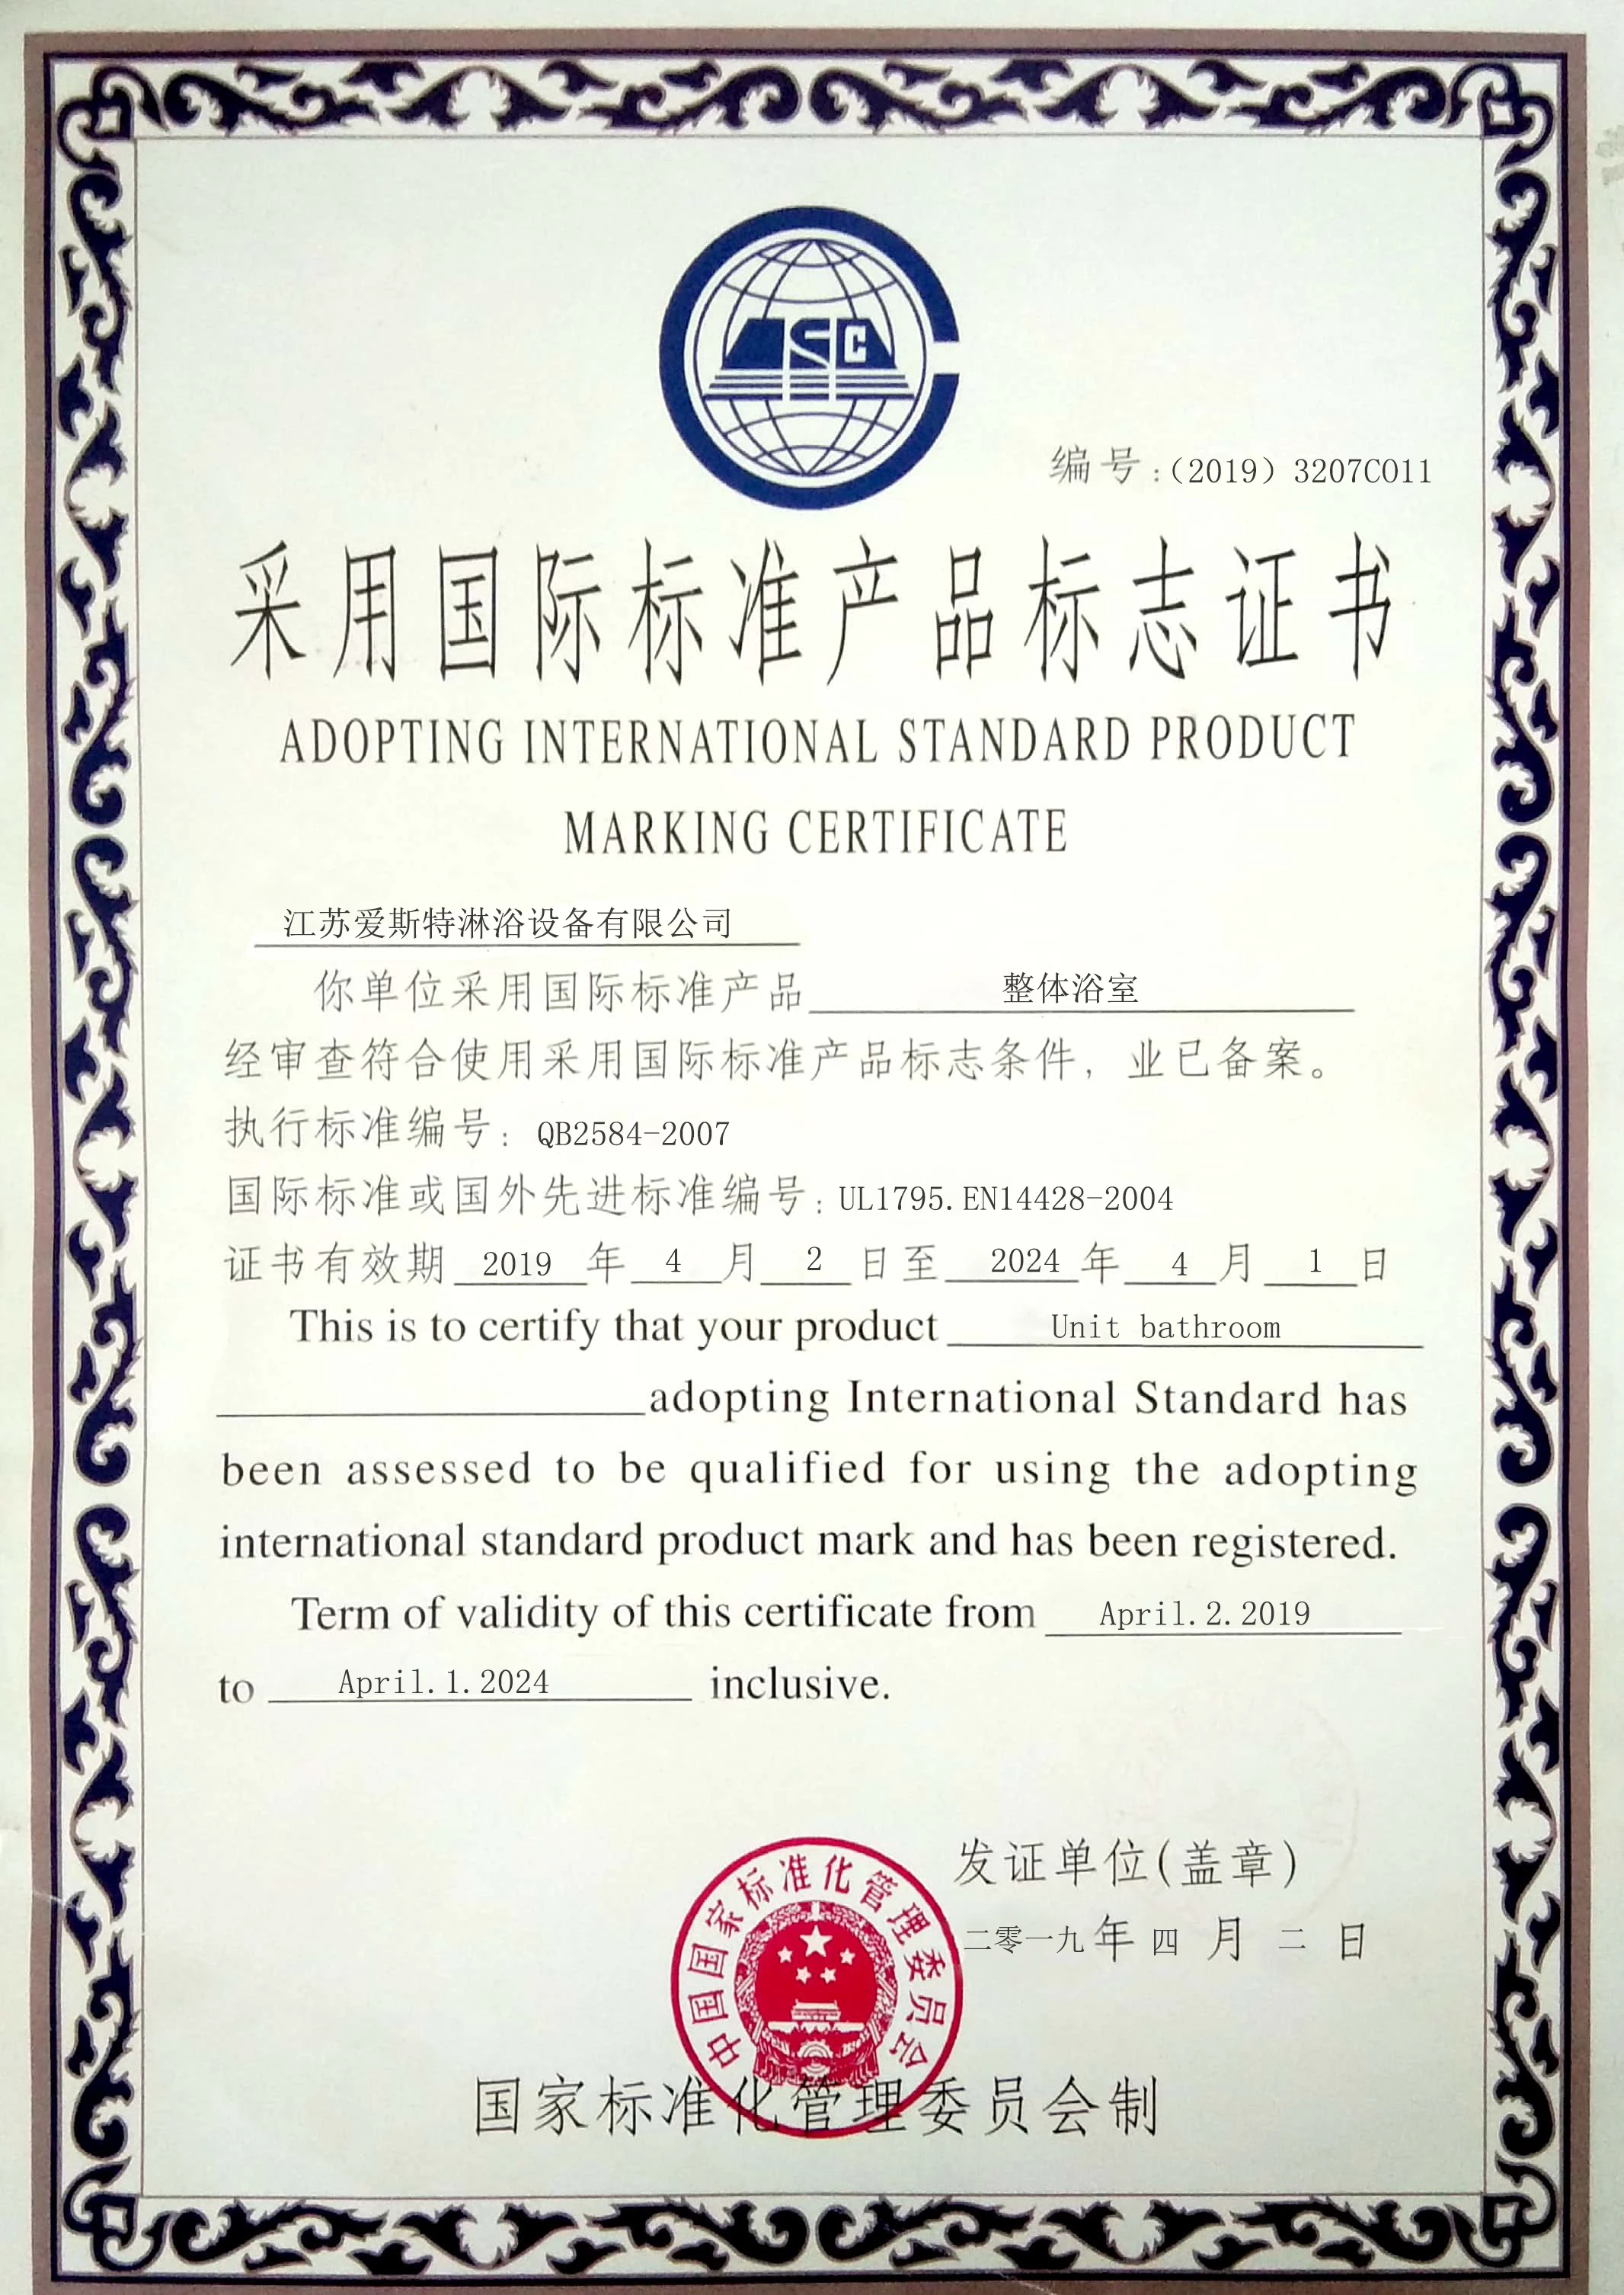 CSC
编号:(2019)3207C011
采用国际标准产品标志证书
ADOPTING INTERNATIONAL STANDARD PRODUCT
MARKING CERTIFICATE
江苏爱斯特淋浴设备有限公司
你单位采用国际标准产品 整体浴室
经审查符合使用采用国际标准产品标志条件，业已备案。
执行标准编号: QB2584-2007
国际标准或国外先进标准编号: UL1795.EN14428-2004
证书有效期 2019 年 4 月 2 日至 2024 年 4 月 1 日
This is to certify that your product Unit bathroom
adopting International Standard has
been assessed to be qualified for using the adopting
international standard product mark and has been registered.
Term of validity of this certificate from April.2.2019
to April.1.2024 inclusive.
发证单位(盖章)
二零一九 年 四 月 二 日
中国国家标准化管理委员会
国家标准化管理委员会制